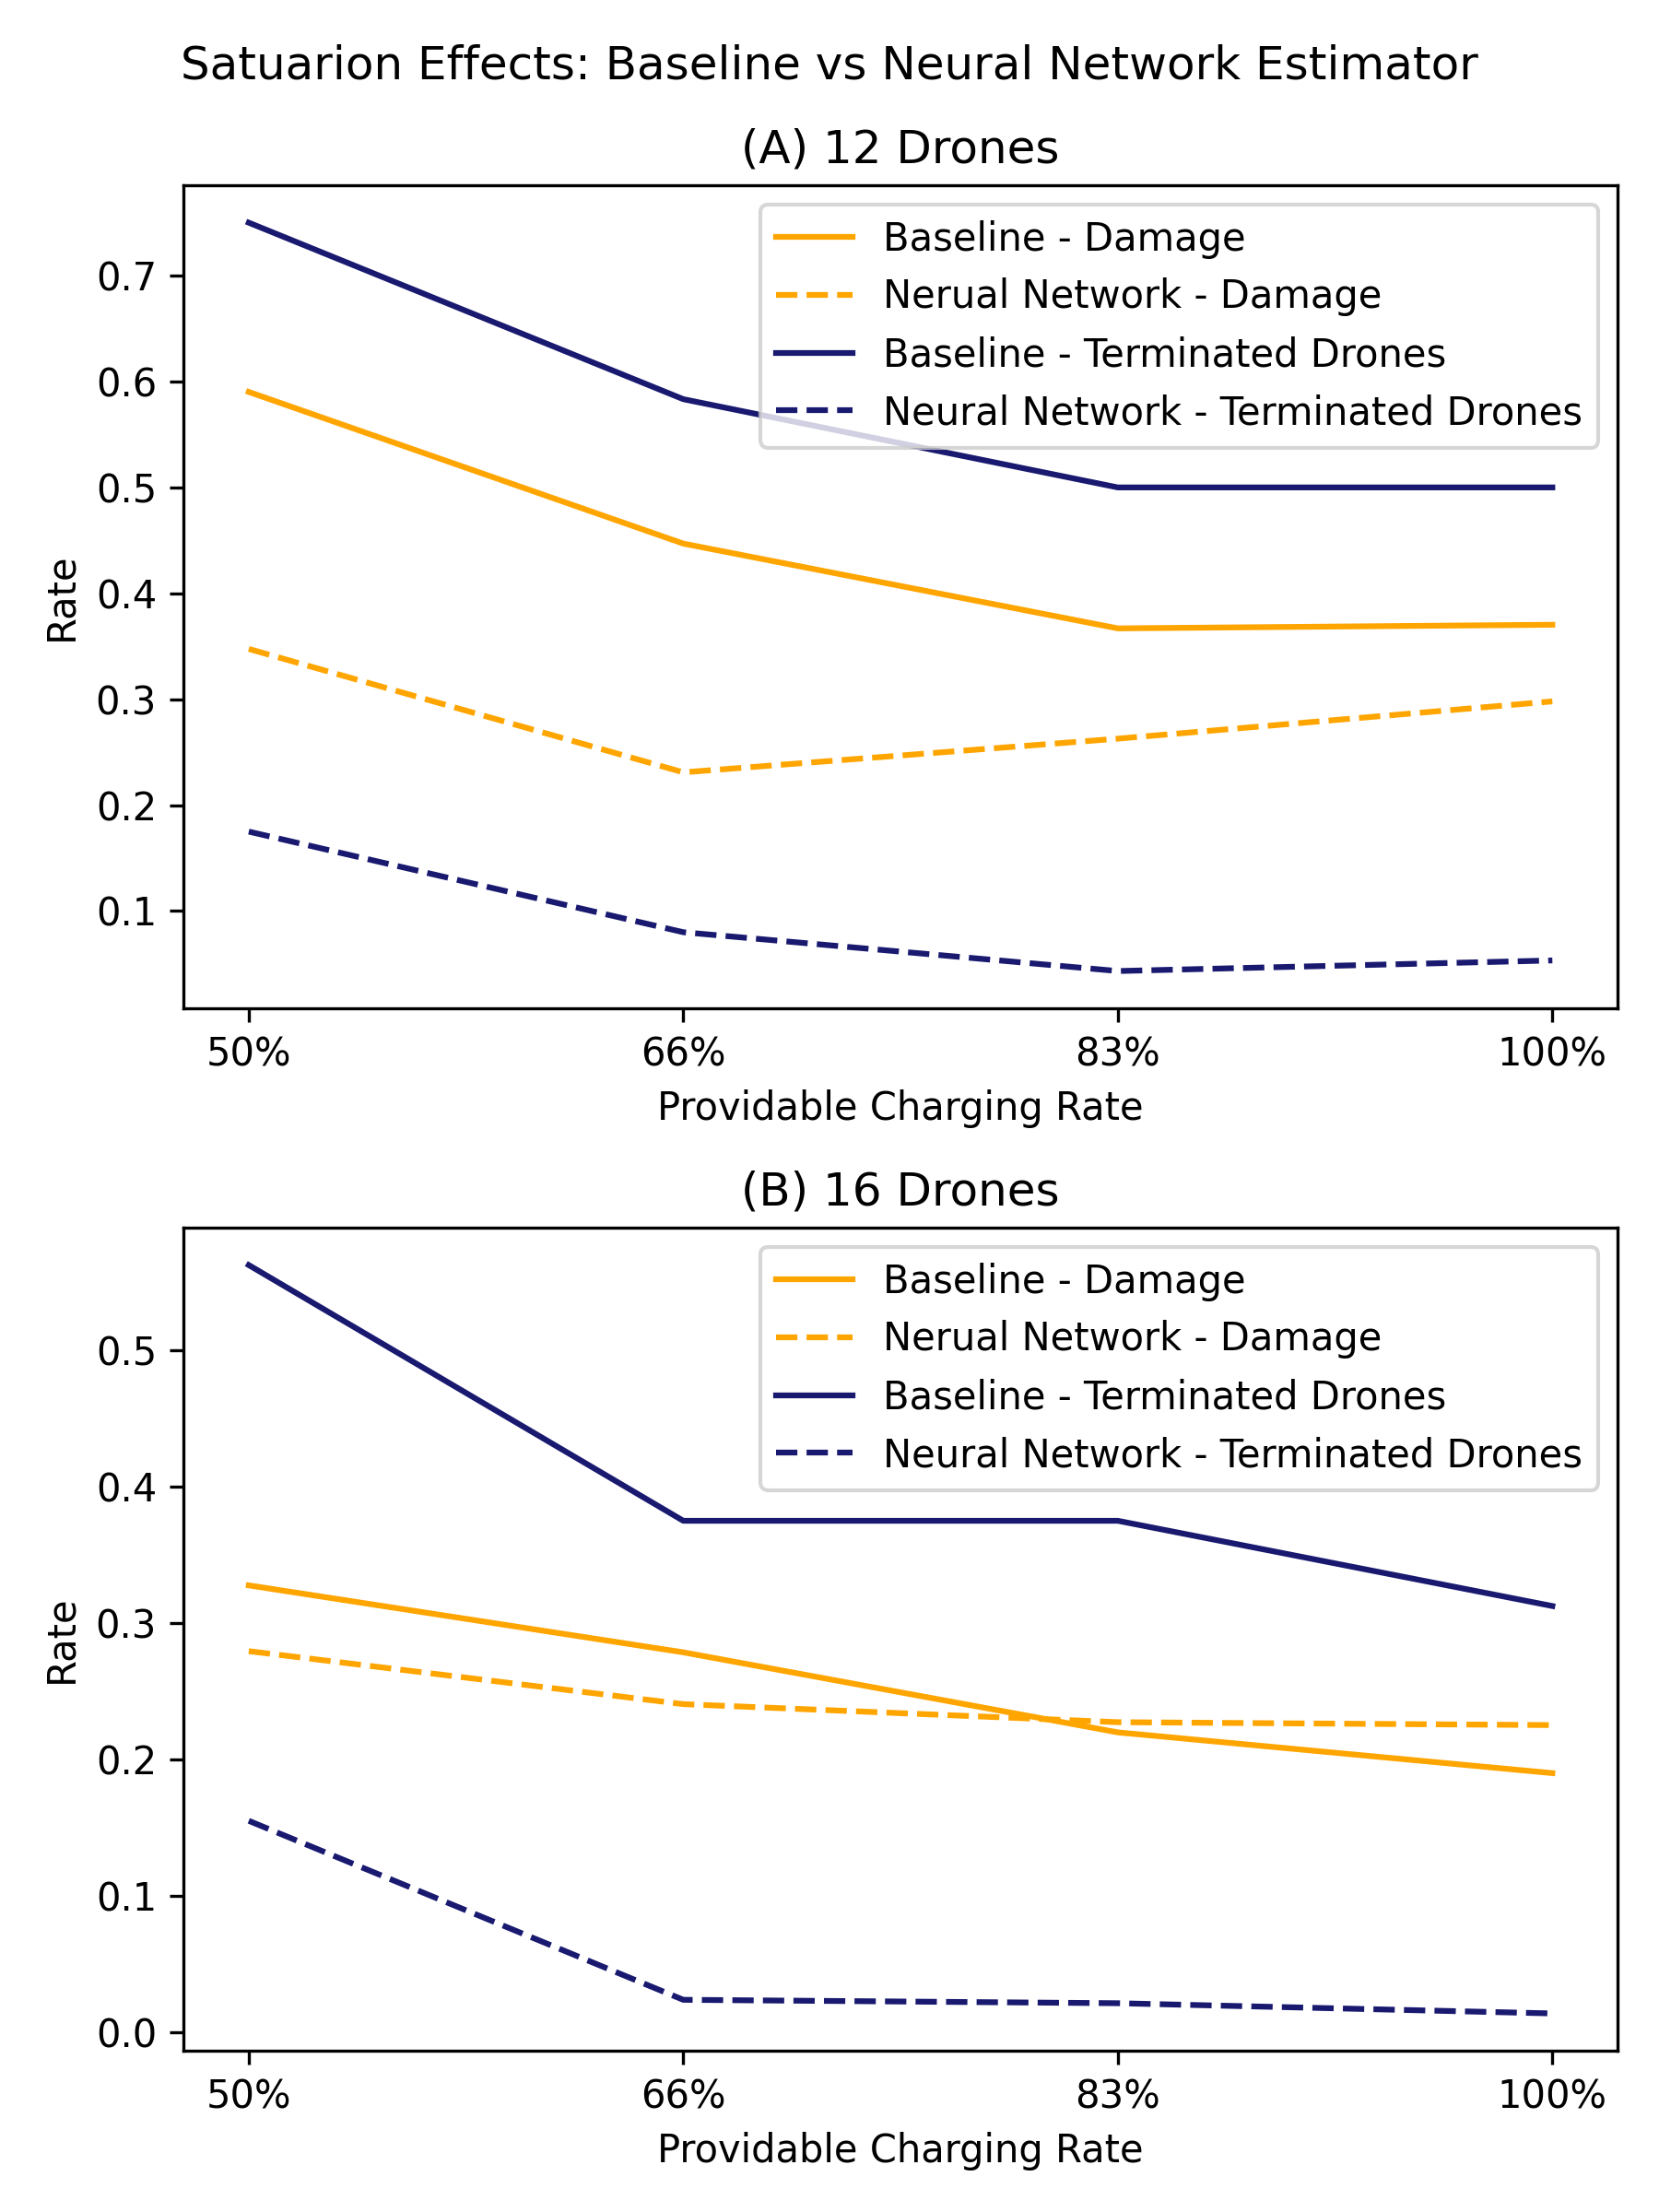 Satuarion Effects: Baseline vs Neural Network Estimator
(A) 12 Drones
Baseline - Damage
Nerual Network - Damage
Baseline - Terminated Drones
Neural Network - Terminated Drones
0.7
0.6
0.5
0.4
0.3
0.2
0.1
Rate
50% 66% 83% 100%
Providable Charging Rate
(B) 16 Drones
Baseline - Damage
Nerual Network - Damage
Baseline - Terminated Drones
Neural Network - Terminated Drones
0.5
0.4
0.3
0.2
0.1
0.0
Rate
50% 66% 83% 100%
Providable Charging Rate